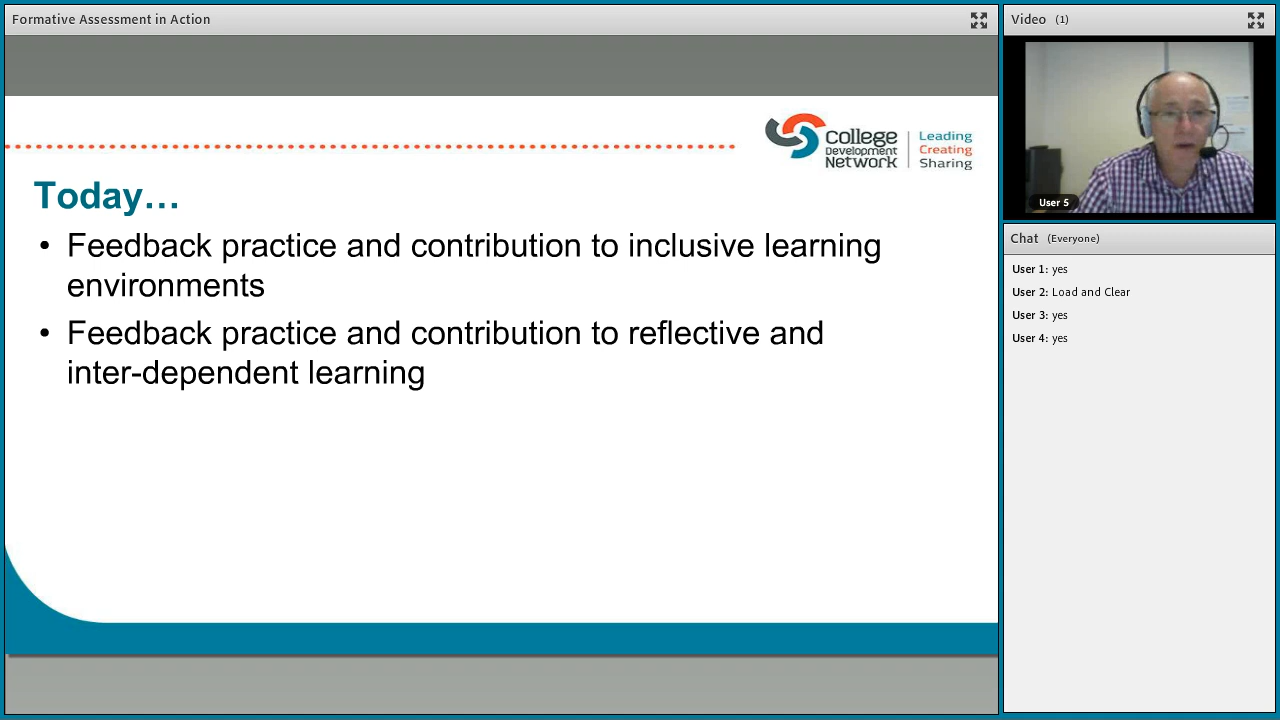 Formative Assessment in Action
College
Development
Network
Leading
Creating
Sharing
Today…
• Feedback practice and contribution to inclusive learning
environments
• Feedback practice and contribution to reflective and
inter-dependent learning
Video (1)
User 5
Chat (Everyone)
User 1: yes
User 2: Load and Clear
User 3: yes
User 4: yes